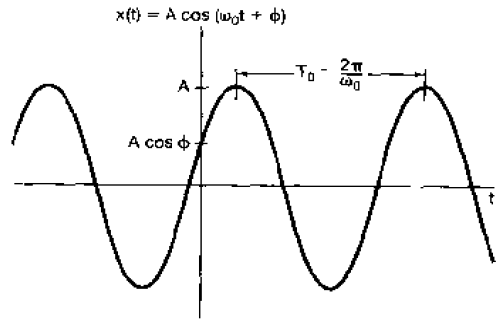 x(t) = A cos (ω₀t + ϕ)
T₀ - 2π/ω₀
A
A cos ϕ
t